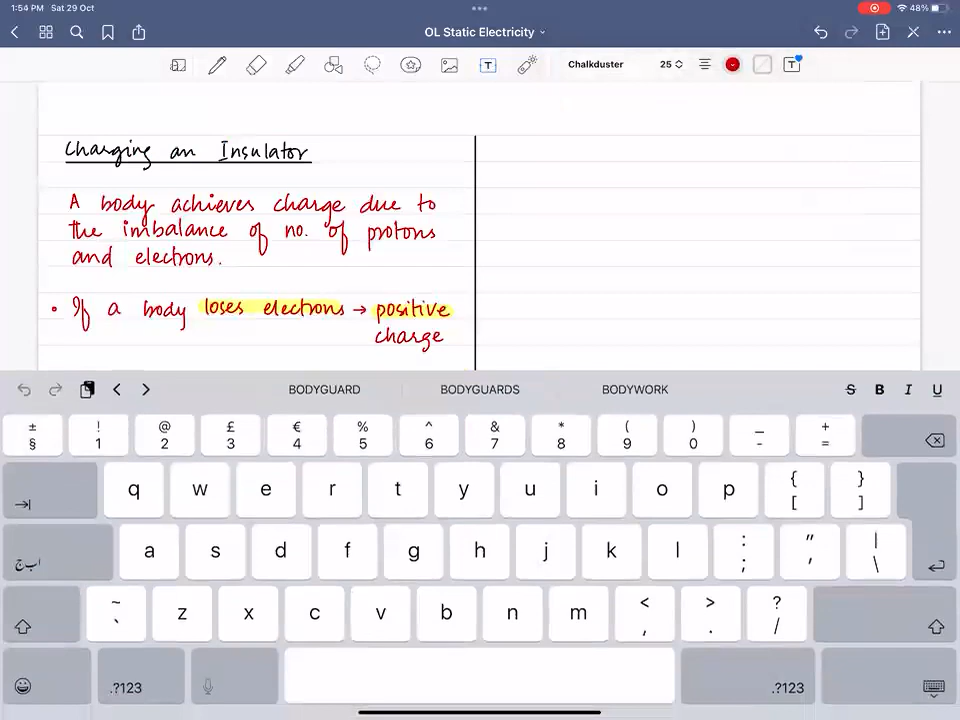 1:54 PM Sat 29 Oct
48%
OL Static Electricity
T
Chalkduster
25
T
Charging an Insulator
A body achieves charge due to
the imbalance of no. of protons
and electrons.
• If a body loses electrons → positive
charge
BODYGUARD BODYGUARDS BODYWORK
S B I U
± ! @ £ € % ^ & * ( ) _ +
§ 1 2 3 4 5 6 7 8 9 0 - =
q w e r t y u i o p { }
[ ]
ا ب ج a s d f g h j k l : " |
; ' \
~ z x c v b n m < > ?
` , . /
.?123 .?123